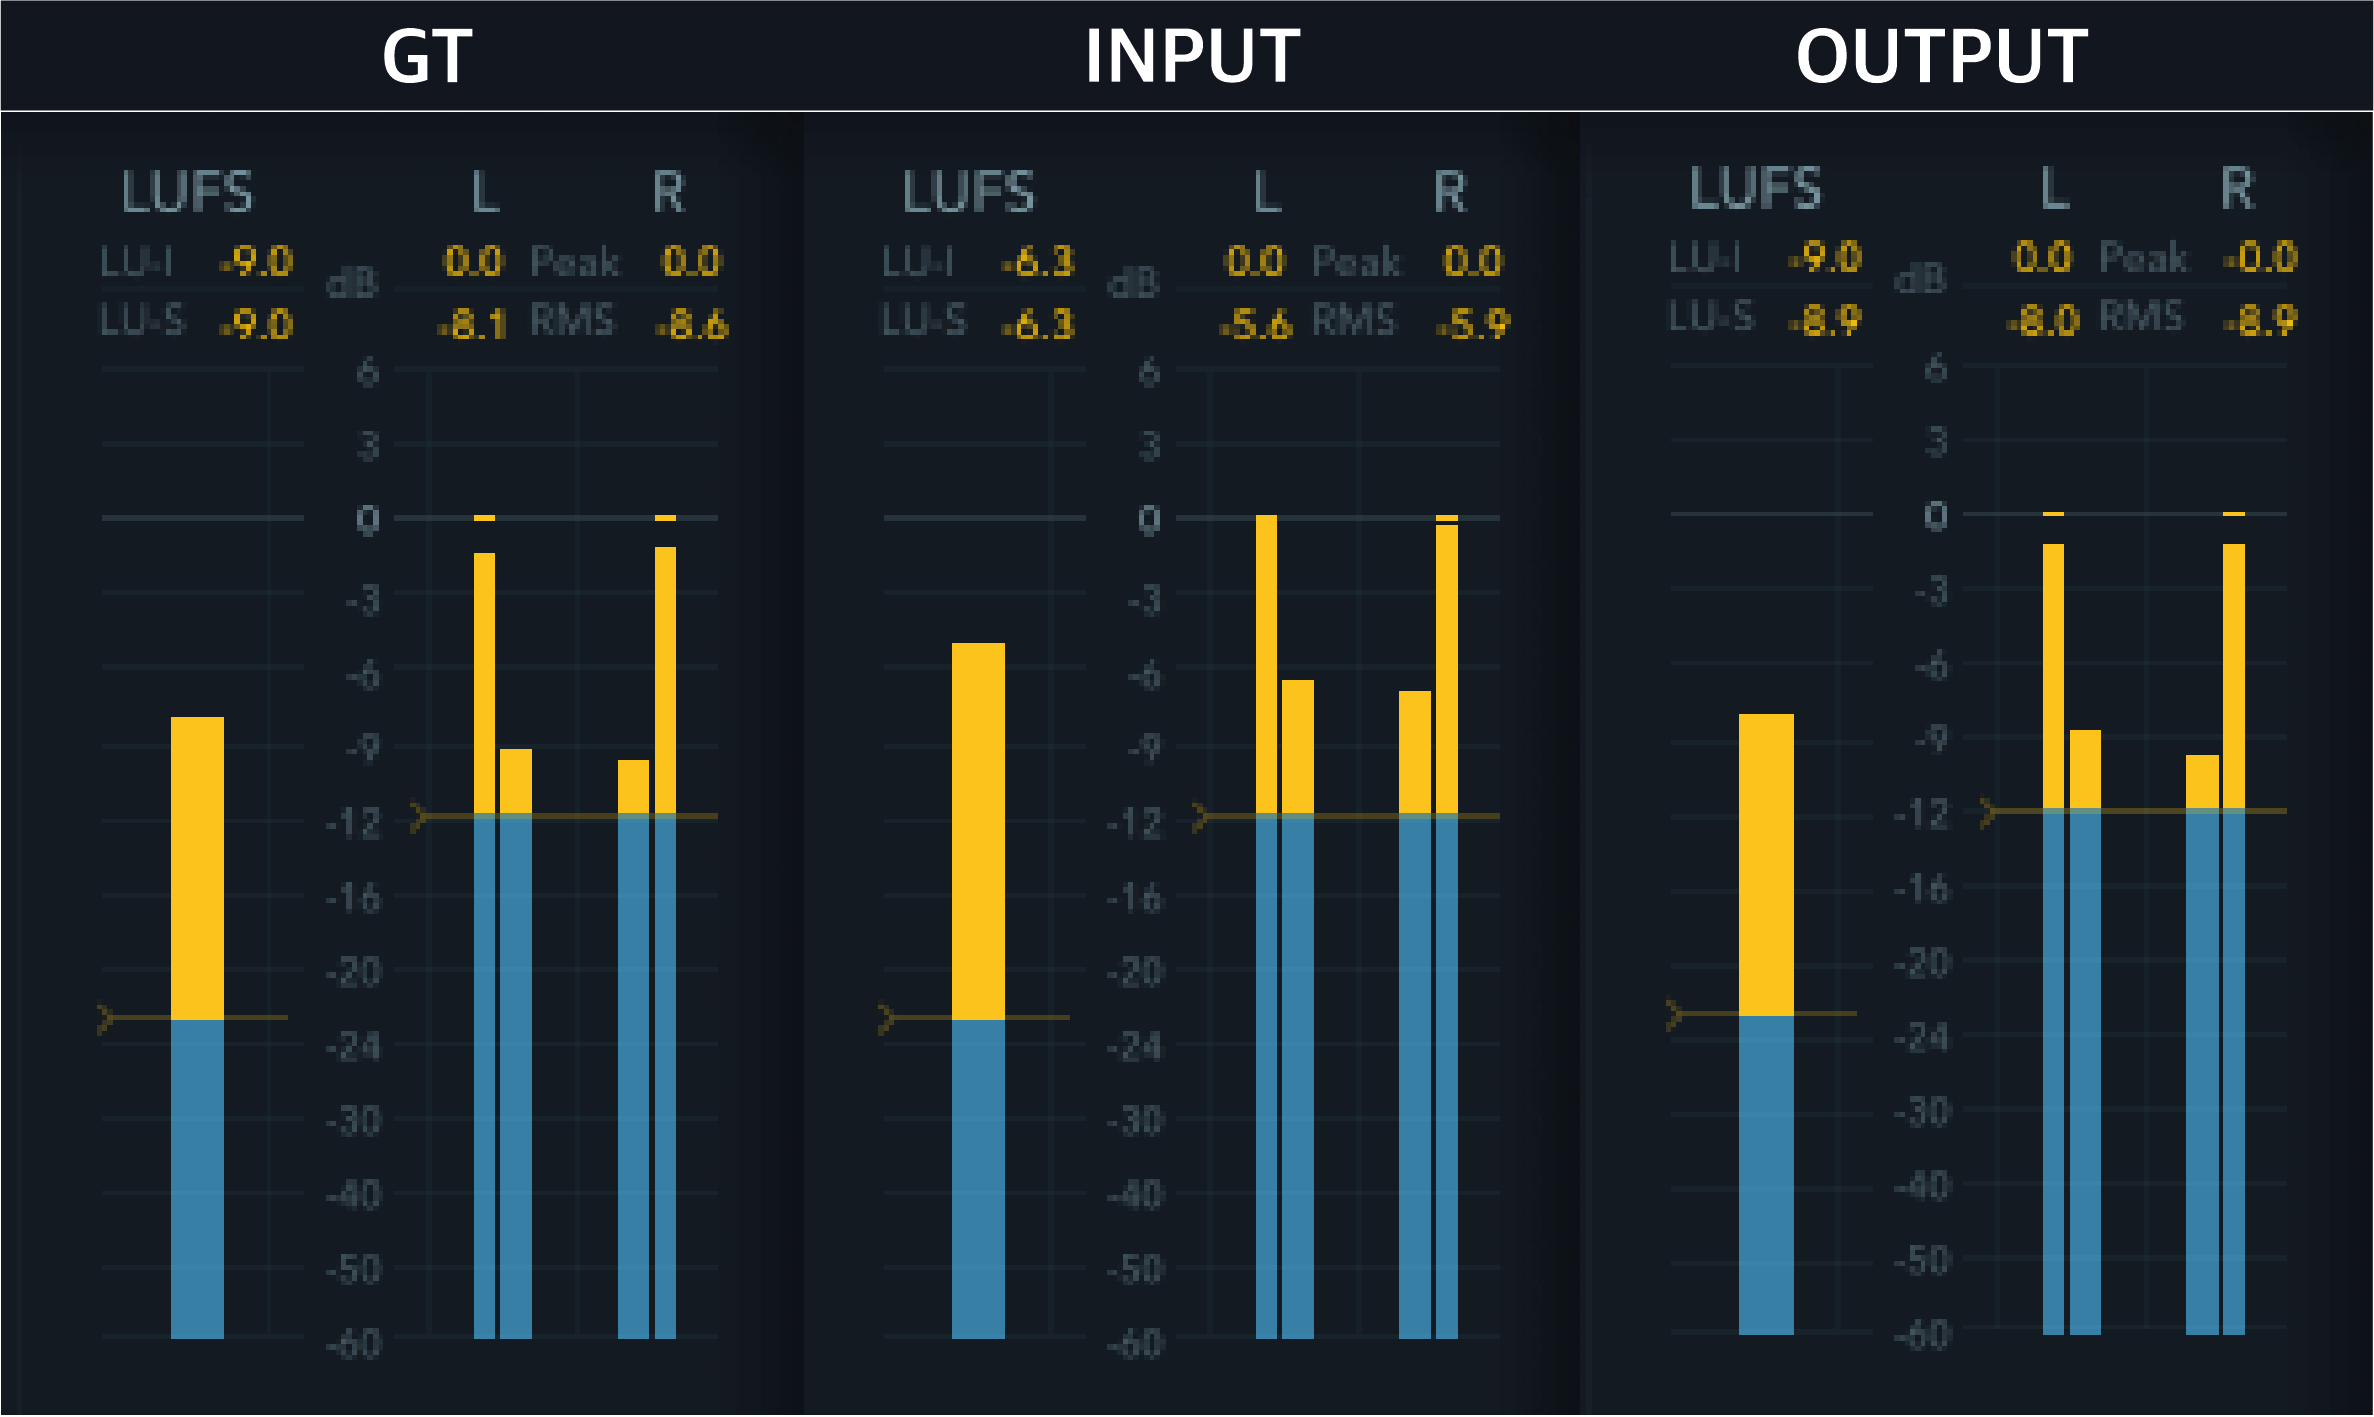 GT INPUT OUTPUT
LUFS L R LUFS L R LUFS L R
LU-I -9.0 dB 0.0 Peak 0.0 LU-I -6.3 dB 0.0 Peak 0.0 LU-I -9.0 dB 0.0 Peak -0.0
LU-S -9.0 -8.1 RMS -8.6 LU-S -6.3 -5.6 RMS -5.9 LU-S -8.9 -8.0 RMS -8.9
6 6 6
3 3 3
0 0 0
-3 -3 -3
-6 -6 -6
-9 -9 -9
-12 -12 -12
-16 -16 -16
-20 -20 -20
-24 -24 -24
-30 -30 -30
-40 -40 -40
-50 -50 -50
-60 -60 -60